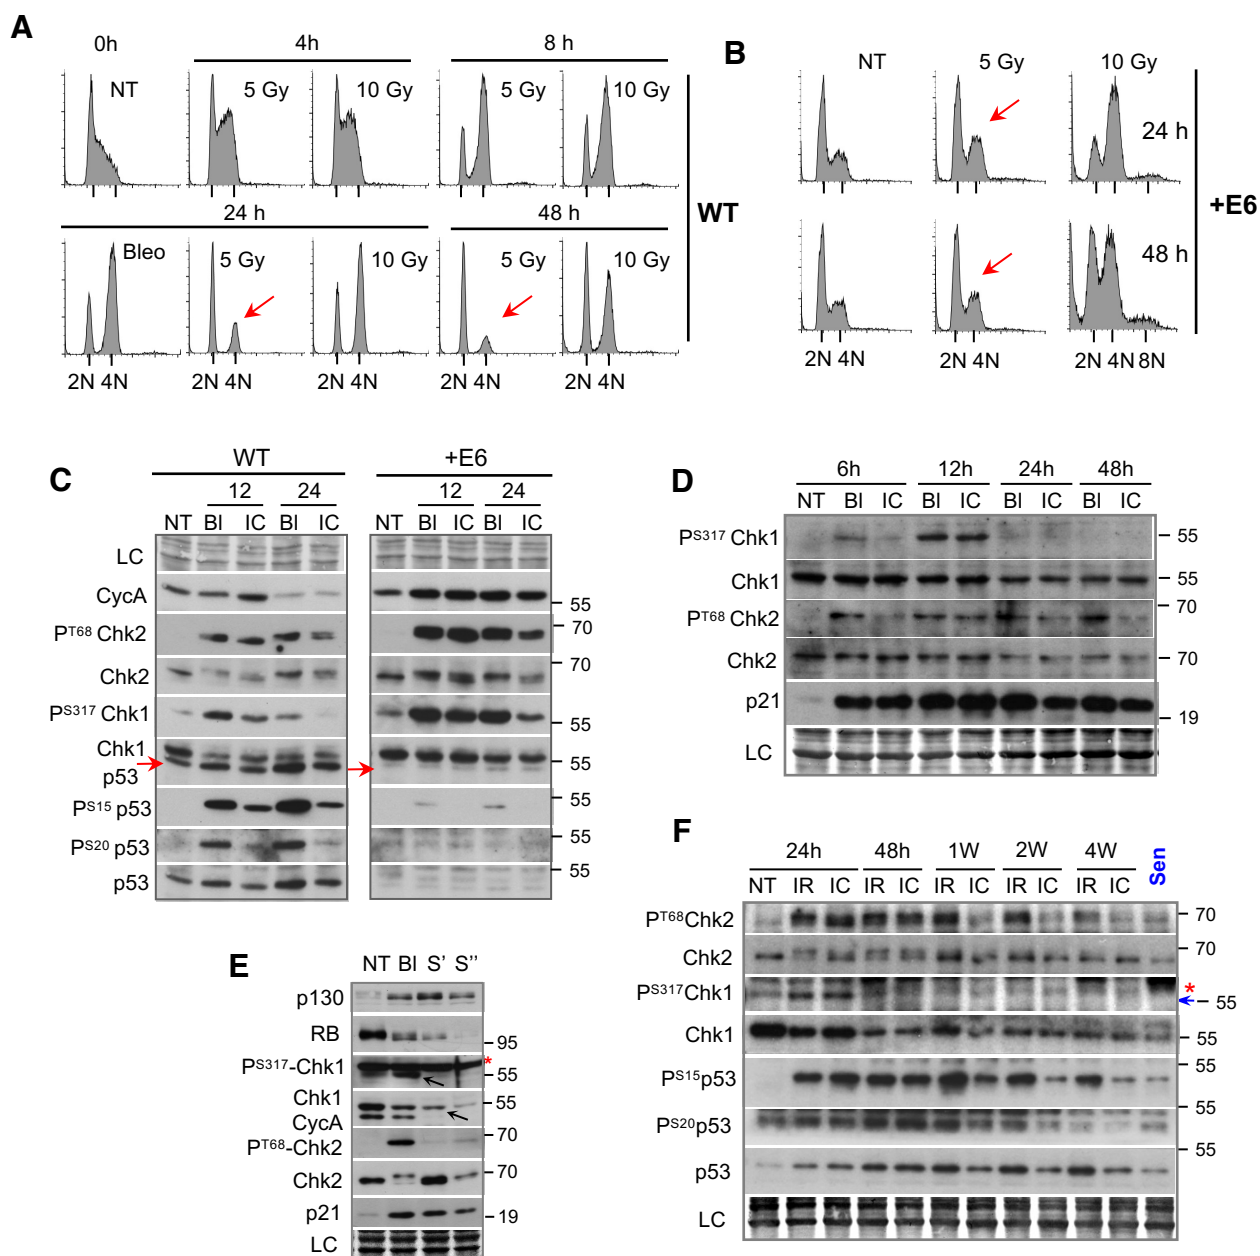 A
0h 4h 8 h
NT 5 Gy 10 Gy 5 Gy 10 Gy
WT
24 h 48 h
Bleo 5 Gy 10 Gy 5 Gy 10 Gy
2N 4N 2N 4N 2N 4N 2N 4N 2N 4N
B
NT 5 Gy 10 Gy
24 h
+E6
48 h
2N 4N 2N 4N 2N 4N 8N
C
WT +E6
12 24 12 24
NT Bl IC Bl IC NT Bl IC Bl IC
LC
CycA 55
PT68 Chk2 70
Chk2 70
PS317 Chk1 55
Chk1 55
p53
PS15 p53 55
PS20 p53 55
p53 55
D
6h 12h 24h 48h
NT Bl IC Bl IC Bl IC Bl IC
PS317 Chk1 55
Chk1 55
PT68 Chk2 70
Chk2 70
p21 19
LC
E
NT Bl S' S''
p130
RB 95
PS317-Chk1 * 55
Chk1 55
CycA
PT68-Chk2 70
Chk2 70
p21 19
LC
F
24h 48h 1W 2W 4W Sen
NT IR IC IR IC IR IC IR IC IR IC
PT68Chk2 70
Chk2 70
PS317Chk1 * 55
Chk1 55
PS15p53 55
PS20p53 55
p53
LC